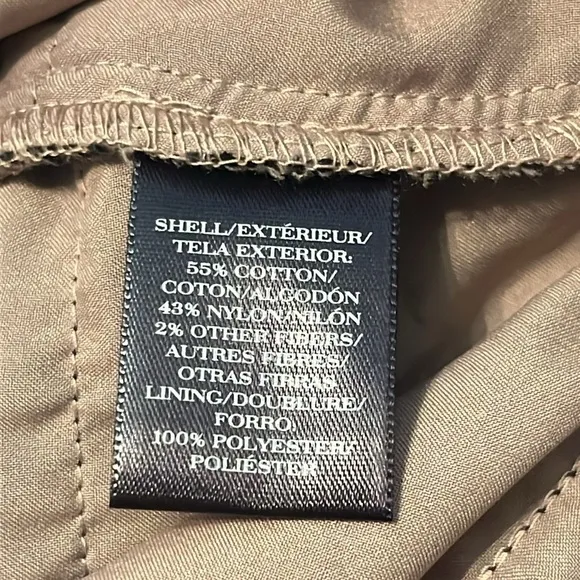 SHELL/EXTÉRIEUR/
TELA EXTERIOR:
55% COTTON/
COTON/ALGODÓN
43% NYLON/NILÓN
2% OTHER FIBERS/
AUTRES FIBRES/
OTRAS FIBRAS
LINING/DOUBLURE/
FORRO
100% POLYESTER/
POLIÉSTER